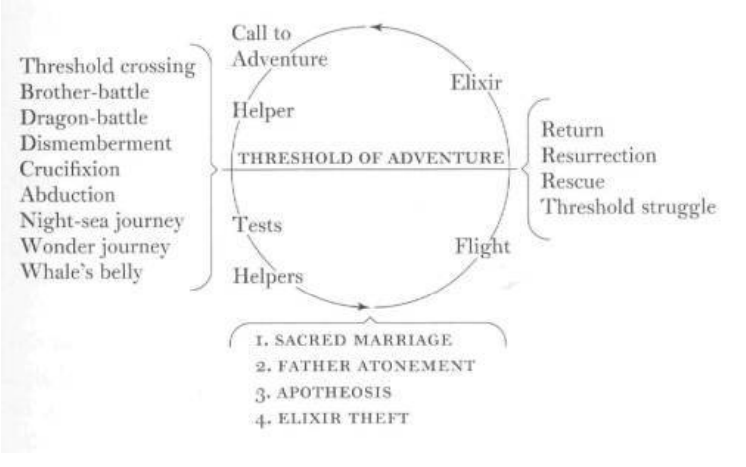 Call to
Adventure
Helper
Threshold crossing
Brother-battle
Dragon-battle
Dismemberment
Crucifixion
Abduction
Night-sea journey
Wonder journey
Whale's belly
Elixir
THRESHOLD OF ADVENTURE
Return
Resurrection
Rescue
Threshold struggle
Tests
Helpers
Flight
1. SACRED MARRIAGE
2. FATHER ATONEMENT
3. APOTHEOSIS
4. ELIXIR THEFT